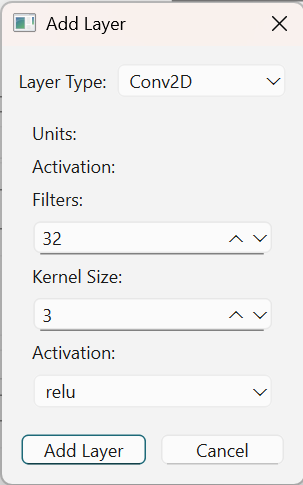 Add Layer
Layer Type: Conv2D
Units:
Activation:
Filters:
32
Kernel Size:
3
Activation:
relu
Add Layer Cancel